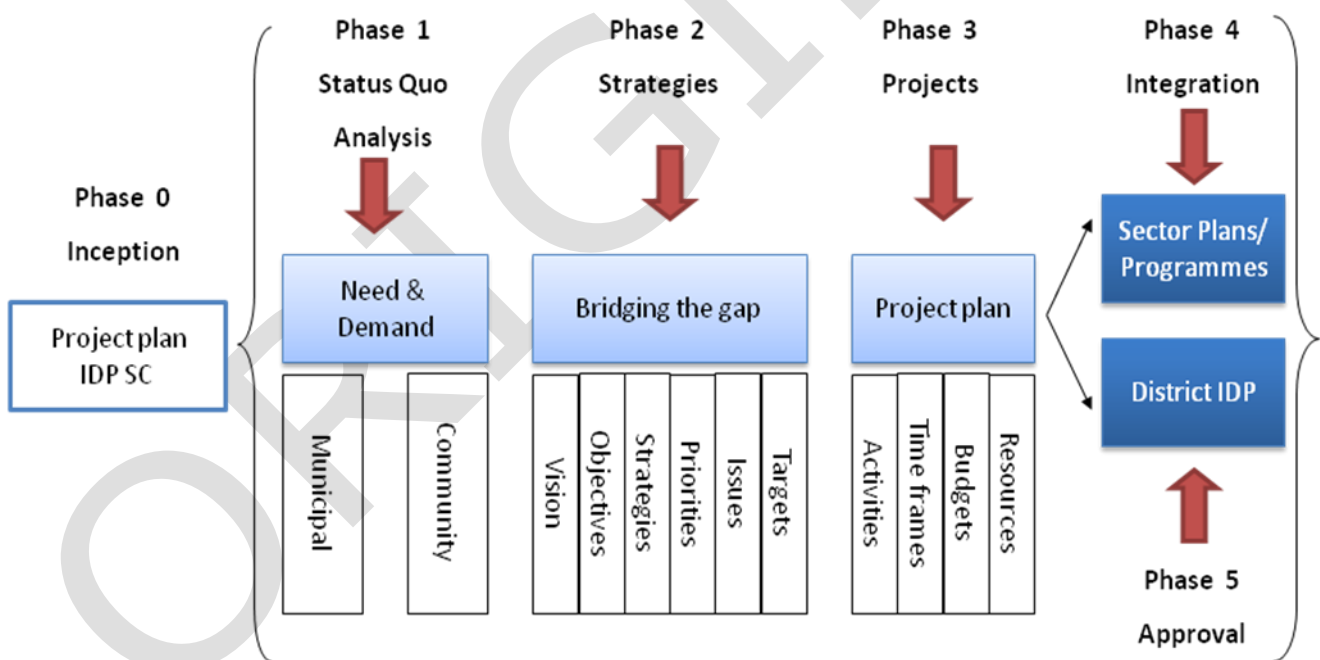 Phase 0
Inception
Project plan
IDP SC
Phase 1
Status Quo
Analysis
Need &
Demand
Municipal
Community
Phase 2
Strategies
Bridging the gap
Vision
Objectives
Strategies
Priorities
Issues
Targets
Phase 3
Projects
Project plan
Activities
Time frames
Budgets
Resources
Phase 4
Integration
Sector Plans/
Programmes
District IDP
Phase 5
Approval
ORIGI